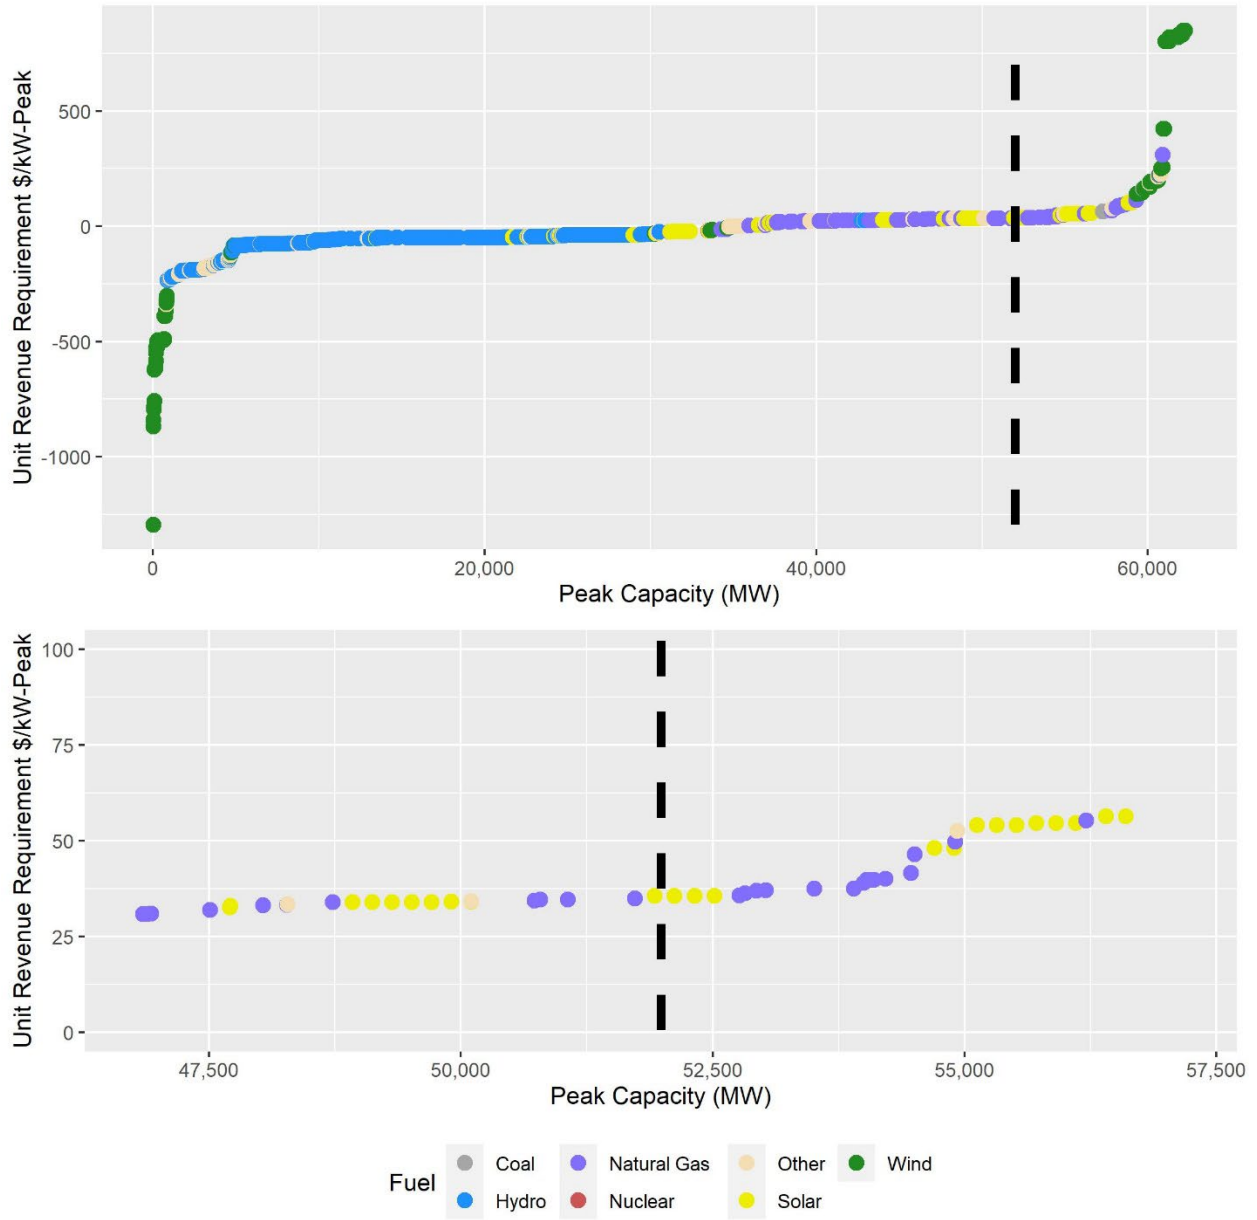 Unit Revenue Requirement $/kW-Peak
500
0
-500
-1000
0
20,000
40,000
60,000
Peak Capacity (MW)
Unit Revenue Requirement $/kW-Peak
100
75
50
25
0
47,500
50,000
52,500
55,000
57,500
Peak Capacity (MW)
Fuel
Coal
Natural Gas
Other
Wind
Hydro
Nuclear
Solar